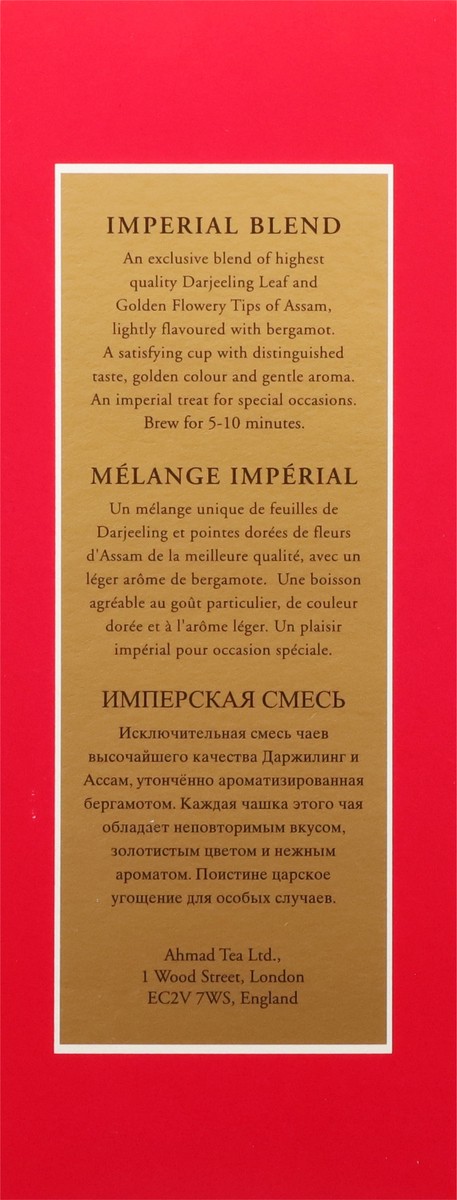 IMPERIAL BLEND
An exclusive blend of highest
quality Darjeeling Leaf and
Golden Flowery Tips of Assam,
lightly flavoured with bergamot.
A satisfying cup with distinguished
taste, golden colour and gentle aroma.
An imperial treat for special occasions.
Brew for 5-10 minutes.
MÉLANGE IMPÉRIAL
Un mélange unique de feuilles de
Darjeeling et pointes dorées de fleurs
d'Assam de la meilleure qualité, avec un
léger arôme de bergamote. Une boisson
agréable au goût particulier, de couleur
dorée et à l'arôme léger. Un plaisir
impérial pour occasion spéciale.
ИМПЕРСКАЯ СМЕСЬ
Исключительная смесь чаев
высочайшего качества Даржилинг и
Ассам, утончённо ароматизированная
бергамотом. Каждая чашка этого чая
обладает неповторимым вкусом,
золотистым цветом и нежным
ароматом. Поистине царское
угощение для особых случаев.
Ahmad Tea Ltd.,
1 Wood Street, London
EC2V 7WS, England